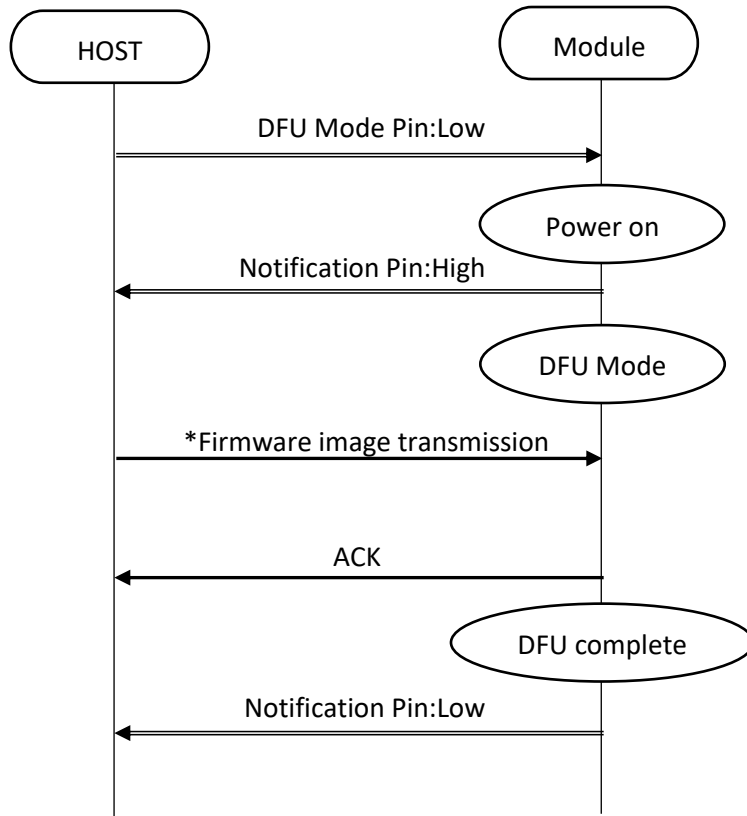 HOST
Module
DFU Mode Pin:Low
Power on
Notification Pin:High
DFU Mode
*Firmware image transmission
ACK
DFU complete
Notification Pin:Low